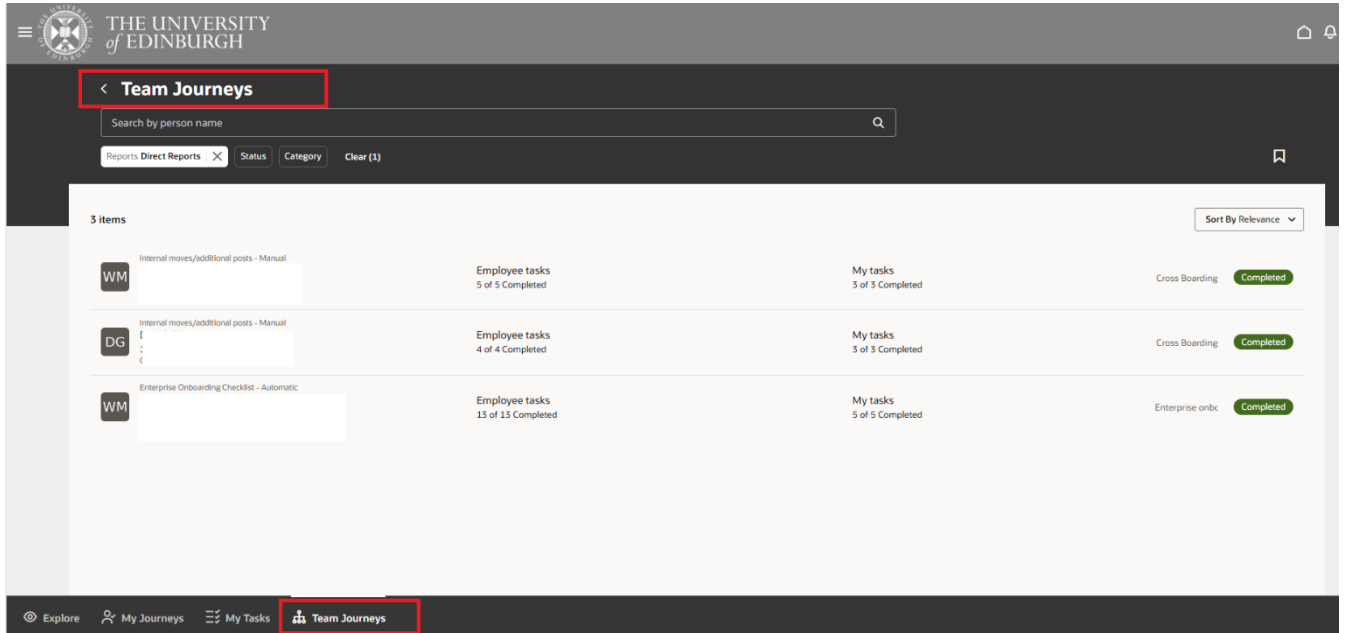 THE UNIVERSITY
of EDINBURGH
Team Journeys
Search by person name
Reports Direct Reports Status Category Clear (1)
3 items
Sort By Relevance
Internal moves/additional posts - Manual
WM
Employee tasks
5 of 5 Completed
My tasks
3 of 3 Completed
Cross Boarding
Completed
Internal moves/additional posts - Manual
DG
Employee tasks
4 of 4 Completed
My tasks
3 of 3 Completed
Cross Boarding
Completed
Enterprise Onboarding Checklist - Automatic
WM
Employee tasks
13 of 13 Completed
My tasks
5 of 5 Completed
Enterprise onbc
Completed
Explore My Journeys My Tasks Team Journeys